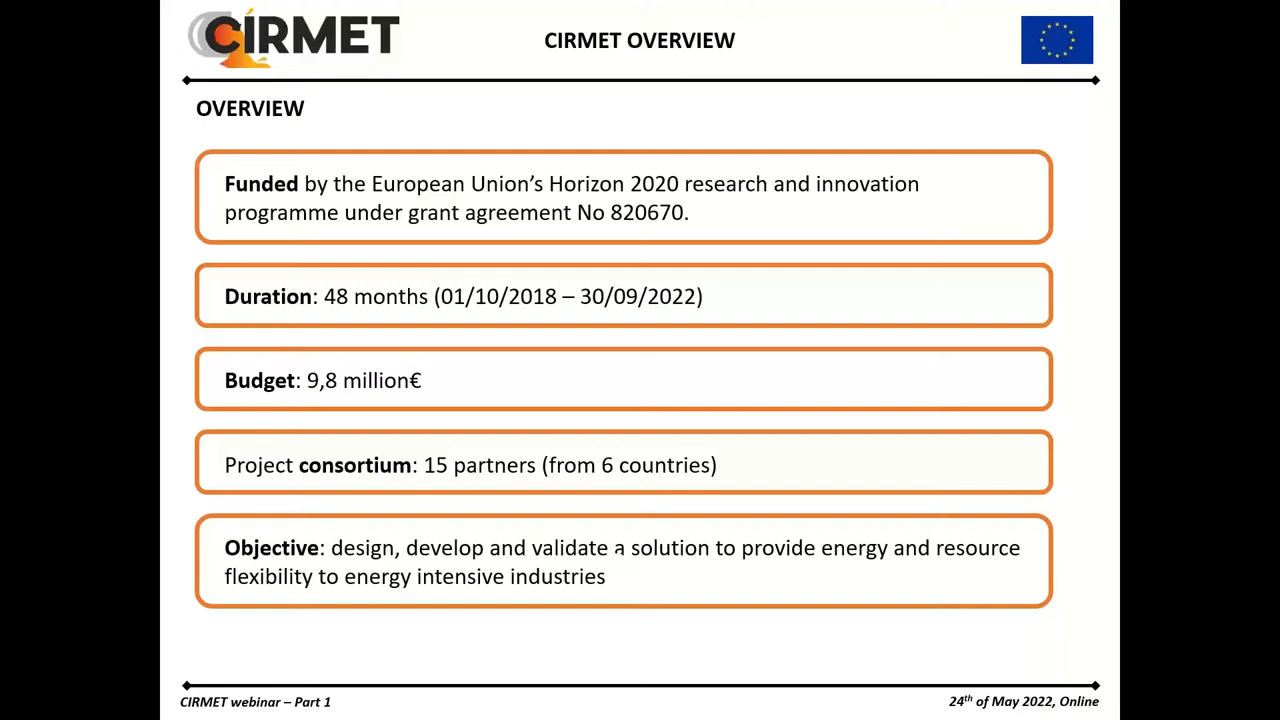 CÍRMET
CIRMET OVERVIEW
OVERVIEW
Funded by the European Union’s Horizon 2020 research and innovation
programme under grant agreement No 820670.
Duration: 48 months (01/10/2018 – 30/09/2022)
Budget: 9,8 million€
Project consortium: 15 partners (from 6 countries)
Objective: design, develop and validate a solution to provide energy and resource
flexibility to energy intensive industries
CIRMET webinar – Part 1
24th of May 2022, Online